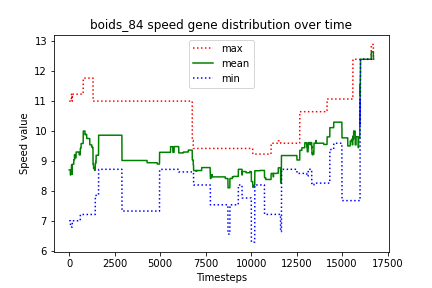 boids_84 speed gene distribution over time
max
mean
min
Speed value
13
12
11
10
9
8
7
6
0
2500
5000
7500
10000
12500
15000
17500
Timesteps